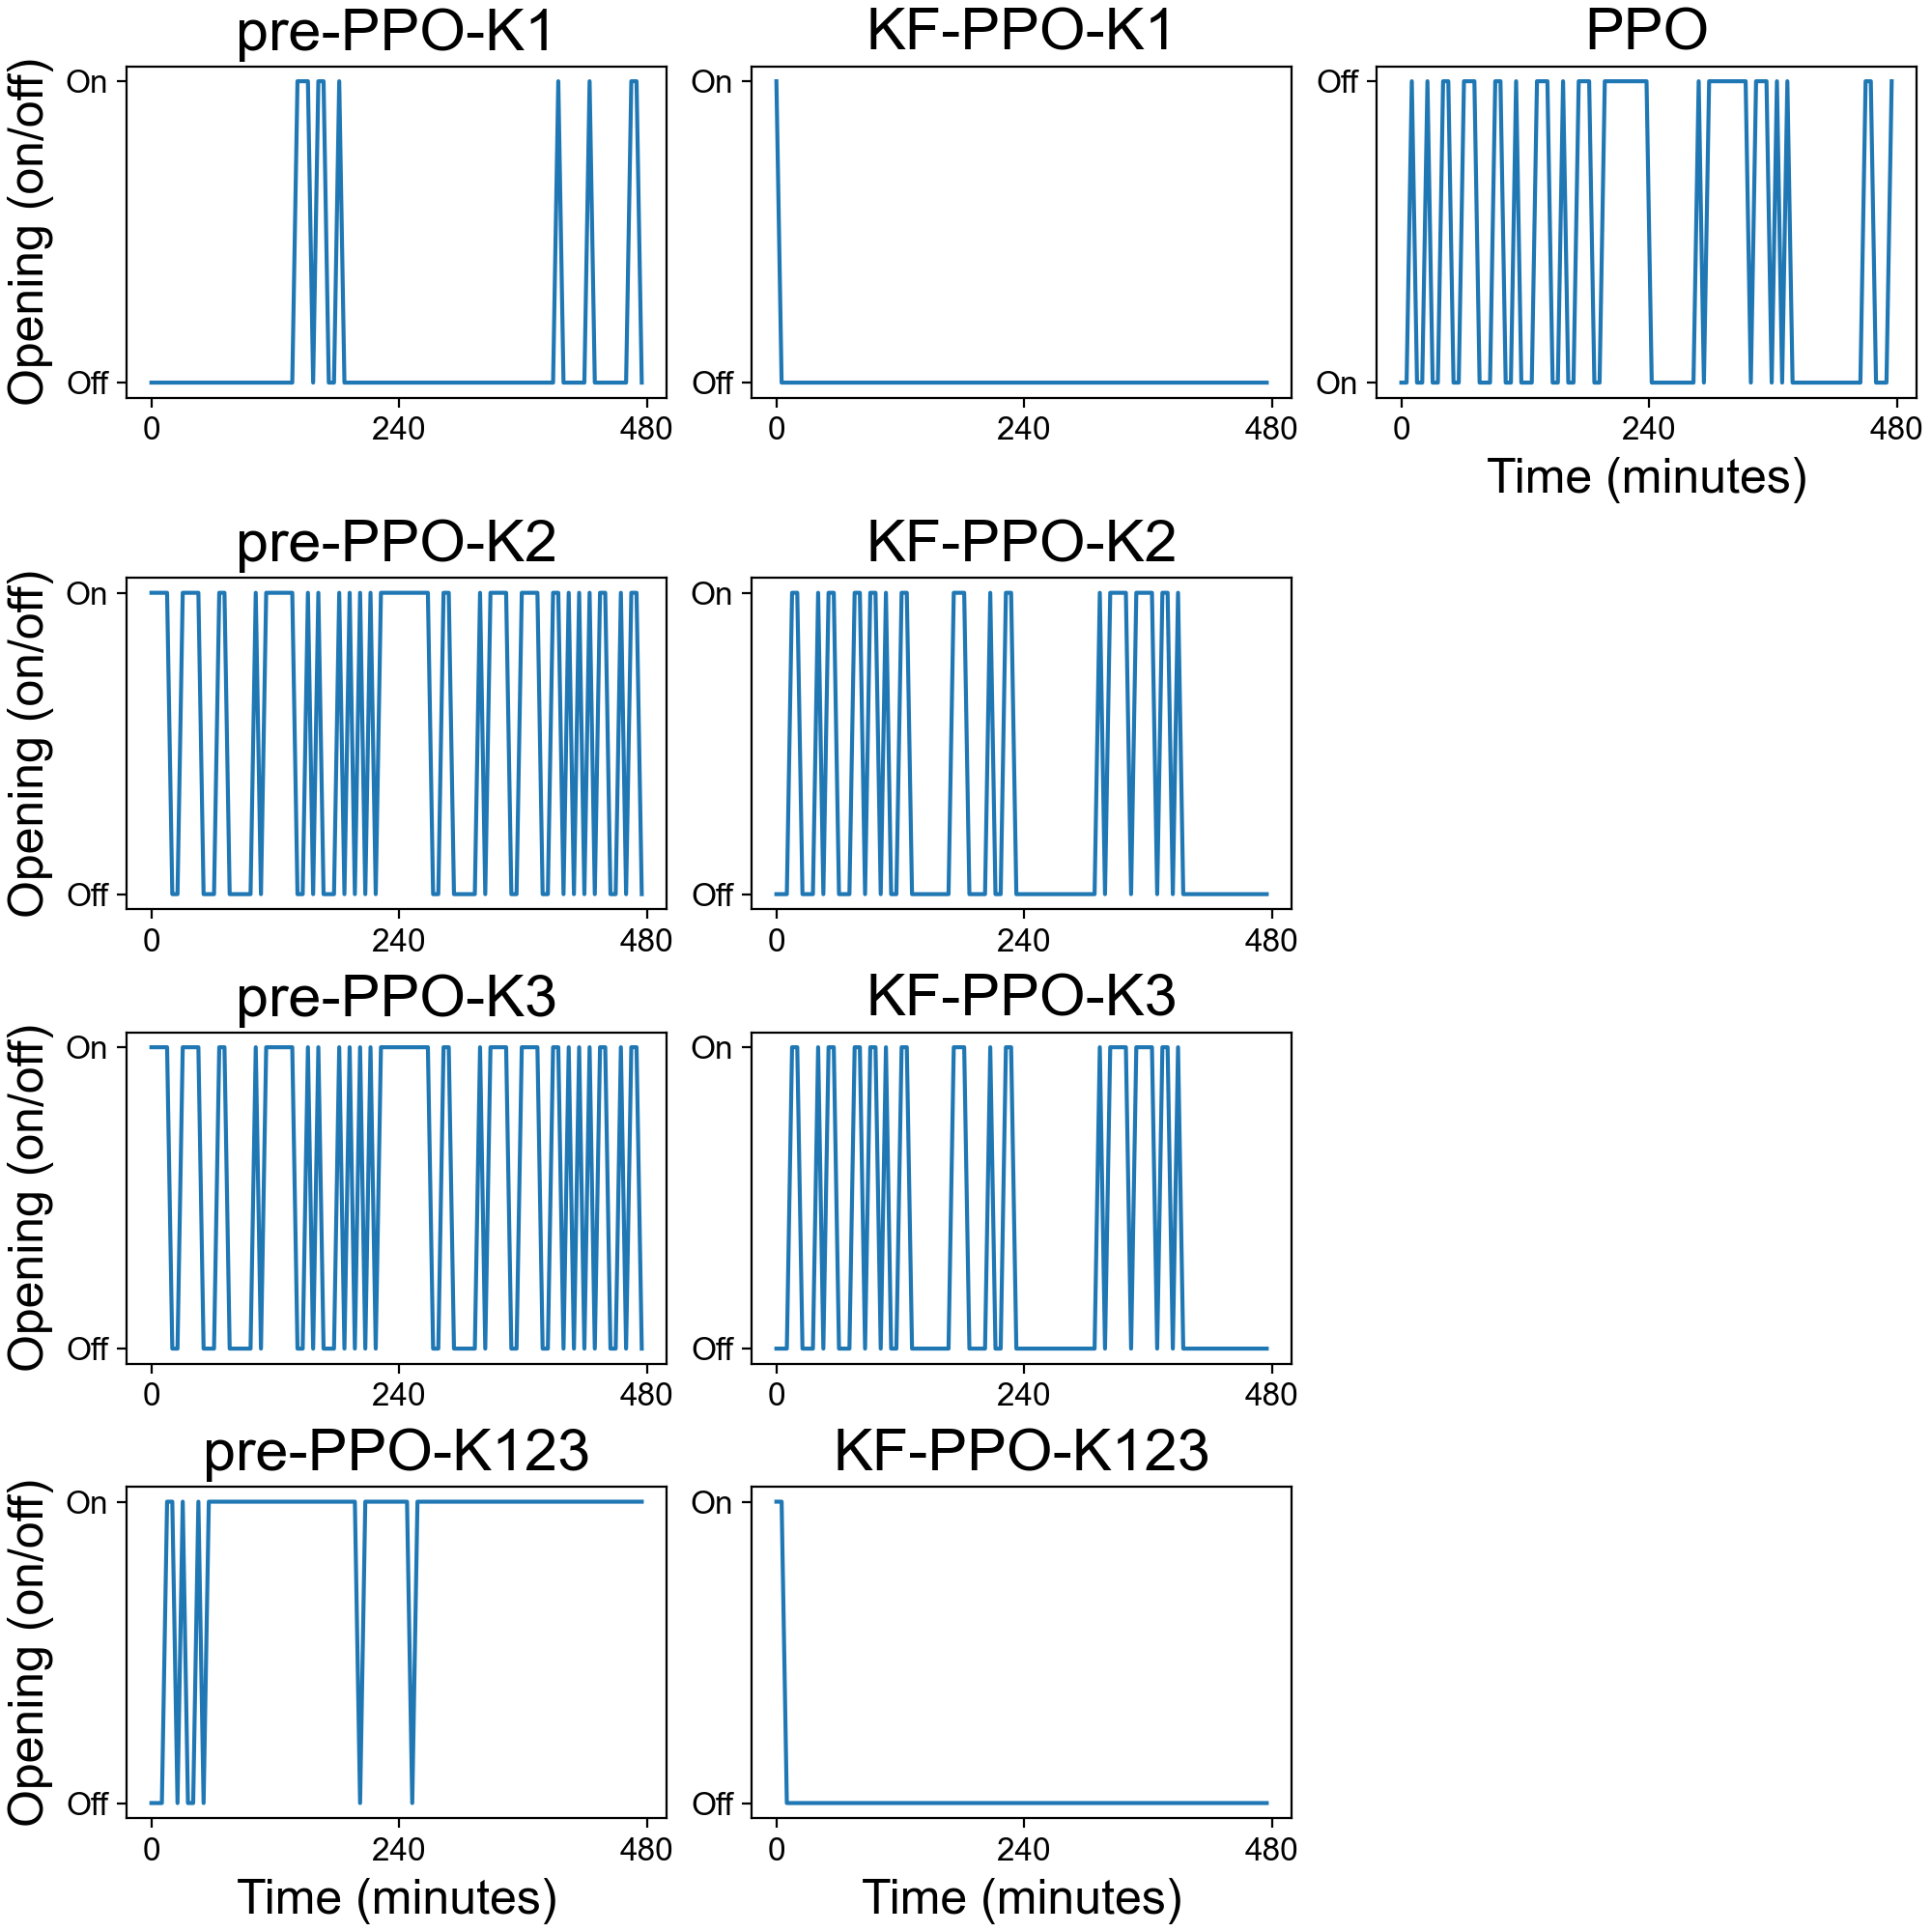 pre-PPO-K1
KF-PPO-K1
PPO
Opening (on/off)
On
Off
0 240 480
On
Off
0 240 480
Off
On
0 240 480
Time (minutes)
pre-PPO-K2
KF-PPO-K2
Opening (on/off)
On
Off
0 240 480
On
Off
0 240 480
pre-PPO-K3
KF-PPO-K3
Opening (on/off)
On
Off
0 240 480
On
Off
0 240 480
pre-PPO-K123
KF-PPO-K123
Opening (on/off)
On
Off
0 240 480
Time (minutes)
On
Off
0 240 480
Time (minutes)